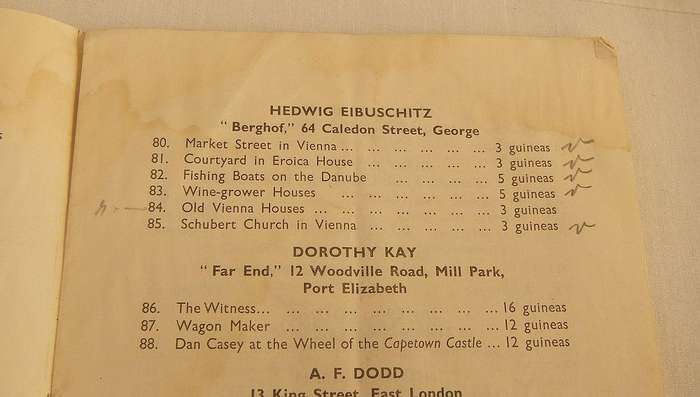 HEDWIG EIBUSCHITZ
"Berghof," 64 Caledon Street, George
80. Market Street in Vienna ... ... ... ... ... ... 3 guineas
81. Courtyard in Eroica House ... ... ... ... ... 3 guineas
82. Fishing Boats on the Danube ... ... ... ... 5 guineas
83. Wine-grower Houses ... ... ... ... ... ... 5 guineas
84. Old Vienna Houses ... ... ... ... ... ... ... 3 guineas
85. Schubert Church in Vienna ... ... ... ... ... 3 guineas
DOROTHY KAY
"Far End," 12 Woodville Road, Mill Park,
Port Elizabeth
86. The Witness... ... ... ... ... ... ... ... ... 16 guineas
87. Wagon Maker ... ... ... ... ... ... ... ... 12 guineas
88. Dan Casey at the Wheel of the Capetown Castle ... 12 guineas
A. F. DODD
13 King Street, East London